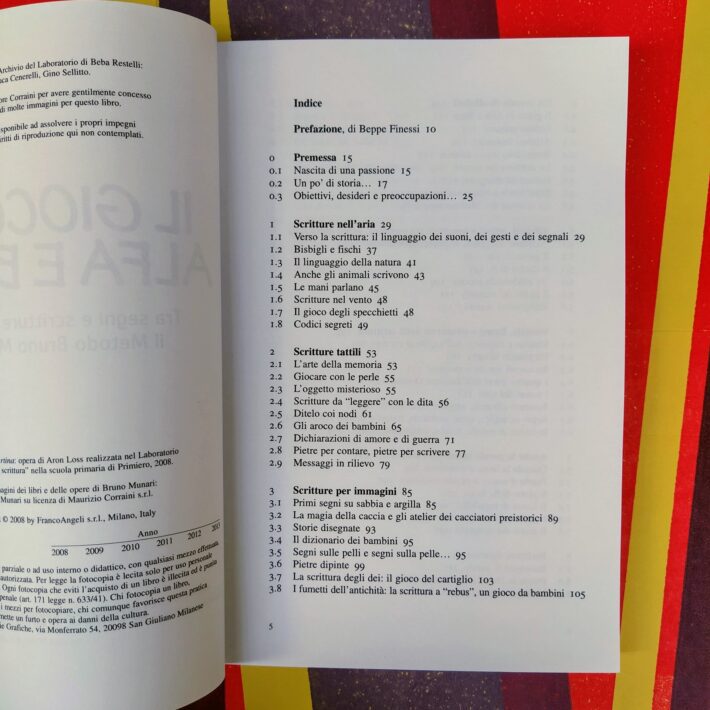 Archivio del Laboratorio di Beba Restelli:
Cenerelli, Gino Sellitto.
Corraini per avere gentilmente concesso
di molte immagini per questo libro.
disponibile ad assolvere i propri impegni
diritti di riproduzione qui non contemplati.
opera di Aron Loss realizzata nel Laboratorio
scrittura" nella scuola primaria di Primiero, 2008.
dei libri e delle opere di Bruno Munari:
Munari su licenza di Maurizio Corraini s.r.l.
© 2008 by FrancoAngeli s.r.l., Milano, Italy
Anno
2008 2009 2010 2011 2012 2013
parziale o ad uso interno o didattico, con qualsiasi mezzo effettuata,
autorizzata. Per legge la fotocopia è lecita solo per uso personale
Ogni fotocopia che eviti l'acquisto di un libro è illecita ed è punita
(art. 171 legge n. 633/41). Chi fotocopia un libro,
i mezzi per fotocopiare, chi comunque favorisce questa pratica
un furto e opera ai danni della cultura.
Grafiche, via Monferrato 54, 20098 San Giuliano Milanese
Indice
Prefazione, di Beppe Finessi 10
0 Premessa 15
0.1 Nascita di una passione 15
0.2 Un po' di storia… 17
0.3 Obiettivi, desideri e preoccupazioni… 25
1 Scritture nell'aria 29
1.1 Verso la scrittura: il linguaggio dei suoni, dei gesti e dei segnali 29
1.2 Bisbigli e fischi 37
1.3 Il linguaggio della natura 41
1.4 Anche gli animali scrivono 43
1.5 Le mani parlano 45
1.6 Scritture nel vento 48
1.7 Il gioco degli specchietti 48
1.8 Codici segreti 49
2 Scritture tattili 53
2.1 L'arte della memoria 53
2.2 Giocare con le perle 55
2.3 L'oggetto misterioso 55
2.4 Scritture da "leggere" con le dita 56
2.5 Ditelo coi nodi 61
2.6 Gli aroco dei bambini 65
2.7 Dichiarazioni di amore e di guerra 71
2.8 Pietre per contare, pietre per scrivere 77
2.9 Messaggi in rilievo 79
3 Scritture per immagini 85
3.1 Primi segni su sabbia e argilla 85
3.2 La magia della caccia e gli atelier dei cacciatori preistorici 89
3.3 Storie disegnate 93
3.4 Il dizionario dei bambini 95
3.5 Segni sulle pelli e segni sulla pelle… 95
3.6 Pietre dipinte 99
3.7 La scrittura degli dei: il gioco del cartiglio 103
3.8 I fumetti dell'antichità: la scrittura a "rebus", un gioco da bambini 105
5